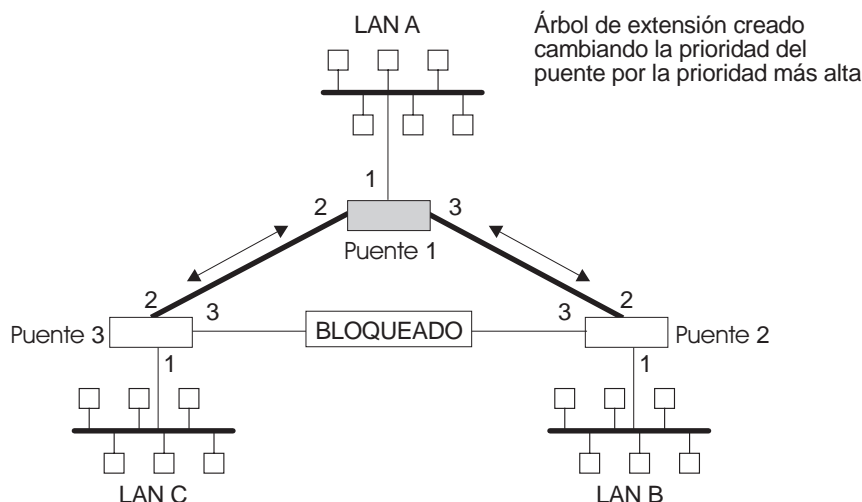 LAN A
Árbol de extensión creado
cambiando la prioridad del
puente por la prioridad más alta
1
2
3
Puente 1
2
3
3
2
Puente 3
BLOQUEADO
Puente 2
1
1
LAN C
LAN B